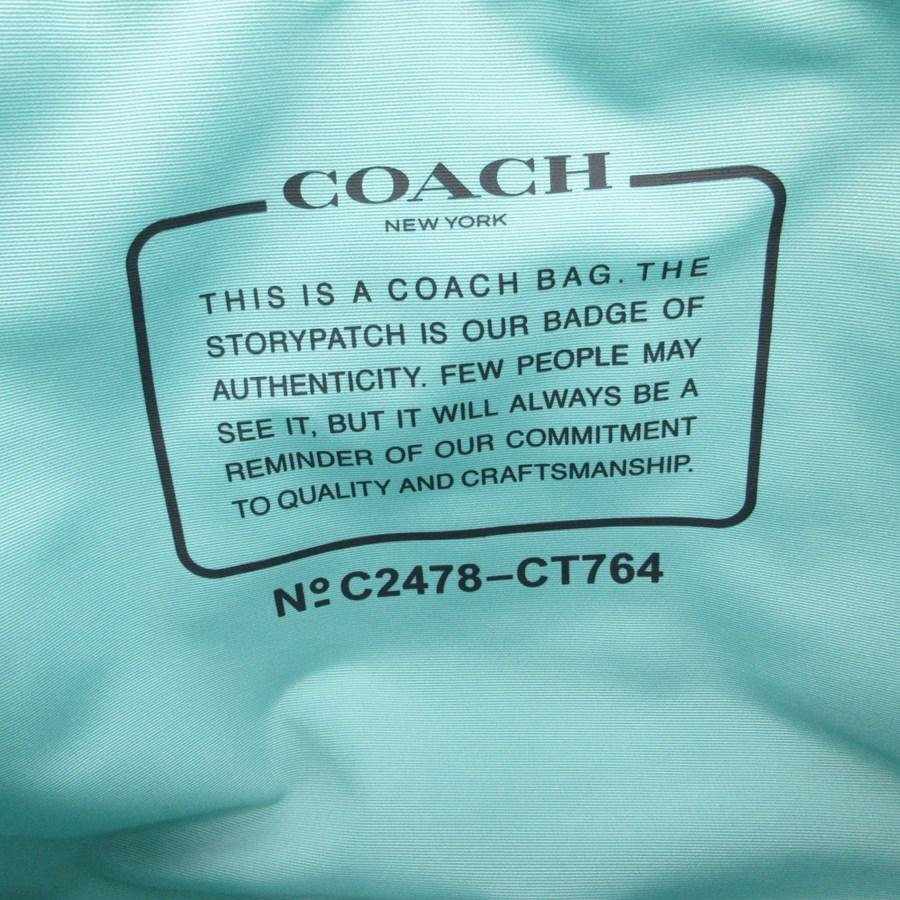 COACH
NEW YORK
THIS IS A COACH BAG. THE
STORYPATCH IS OUR BADGE OF
AUTHENTICITY. FEW PEOPLE MAY
SEE IT, BUT IT WILL ALWAYS BE A
REMINDER OF OUR COMMITMENT
TO QUALITY AND CRAFTSMANSHIP.
Nº C2478–CT764